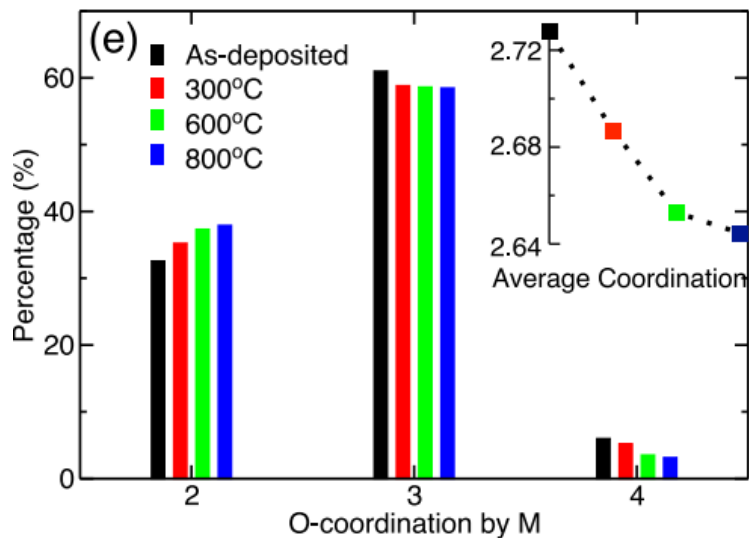 (e)
As-deposited
300°C
600°C
800°C
2.72
2.68
2.64
Average Coordination
60
40
20
0
Percentage (%)
2 3 4
O-coordination by M